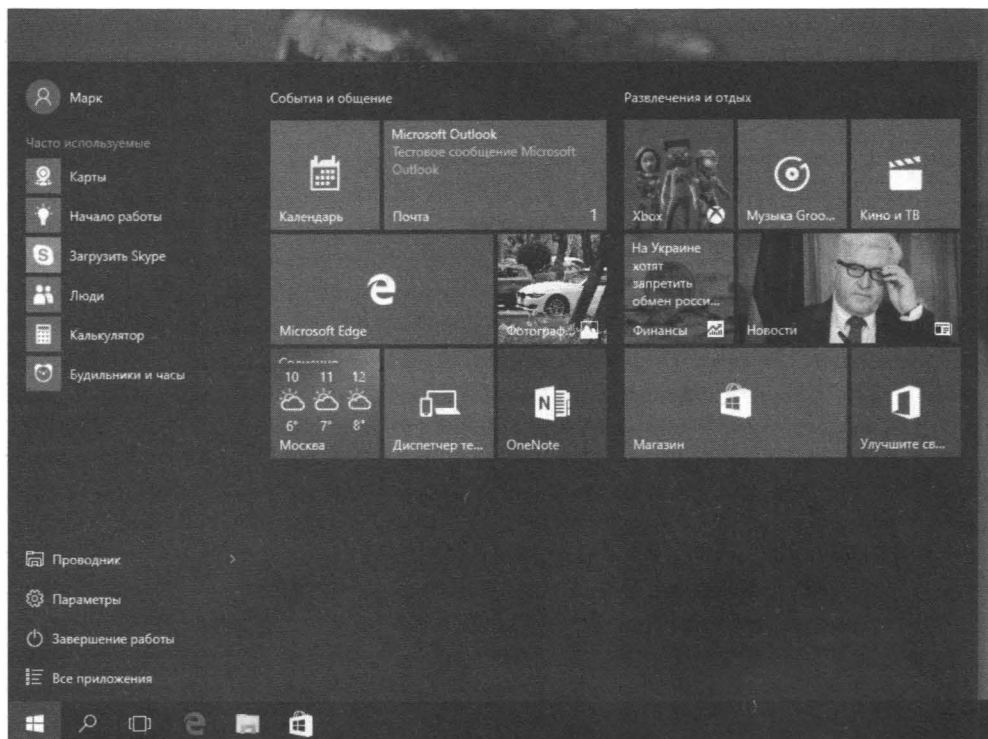 Марк
Часто используемые
Карты
Начало работы
Загрузить Skype
Люди
Калькулятор
Будильники и часы
Проводник
Параметры
Завершение работы
Все приложения
События и общение
Календарь
Microsoft Outlook
Тестовое сообщение Microsoft
Outlook
Почта 1
Microsoft Edge
Фотограф...
10 11 12
6° 7° 8°
Москва
Диспетчер те...
OneNote
Развлечения и отдых
Xbox
Музыка Groo...
Кино и ТВ
На Украине
хотят
запретить
обмен росси...
Финансы
Новости
Магазин
Улучшите св...